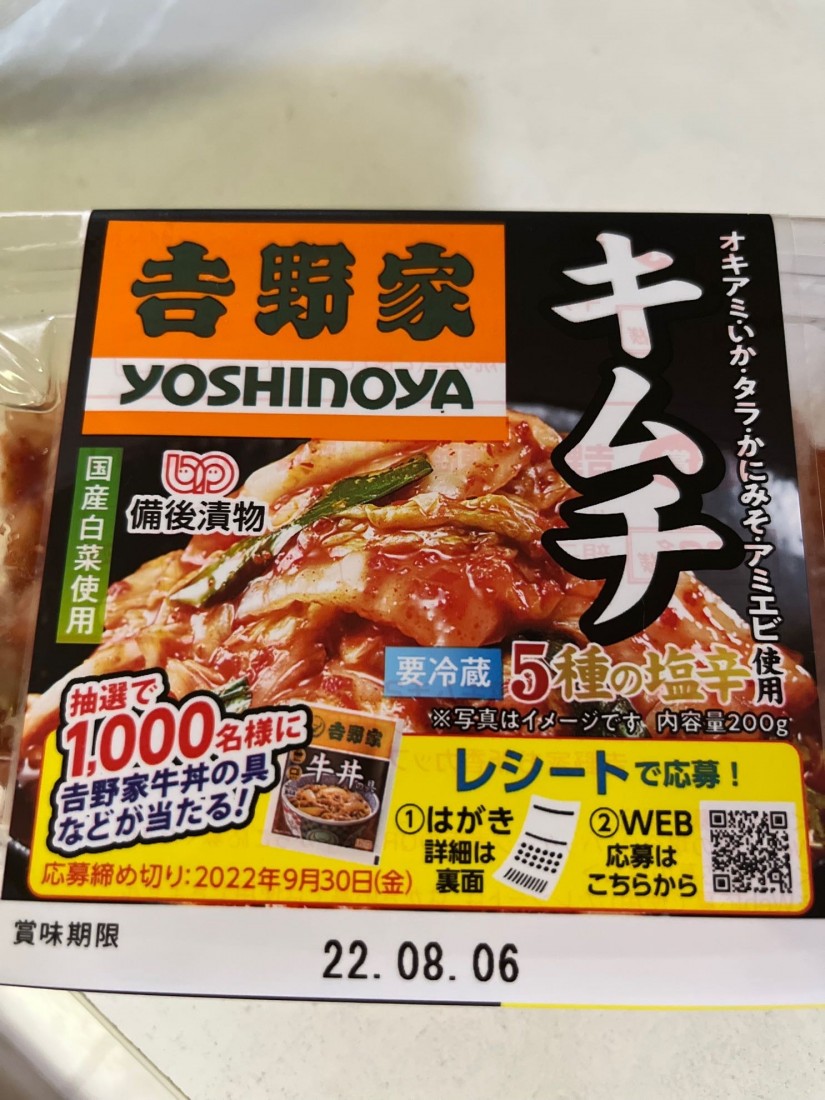 𠮷野家
YOSHINOYA
キムチ
オキアミ・いか・タラ・かにみそ・アミエビ使用
国産白菜使用
bp
備後漬物
要冷蔵
5種の塩辛
※写真はイメージです 内容量200g
抽選で
1,000名様に
𠮷野家牛丼の具
などが当たる!
𠮷野家
牛丼の具
レシートで応募!
①はがき
詳細は
裏面
②WEB
応募は
こちらから
応募締め切り:2022年9月30日(金)
賞味期限
22.08.06